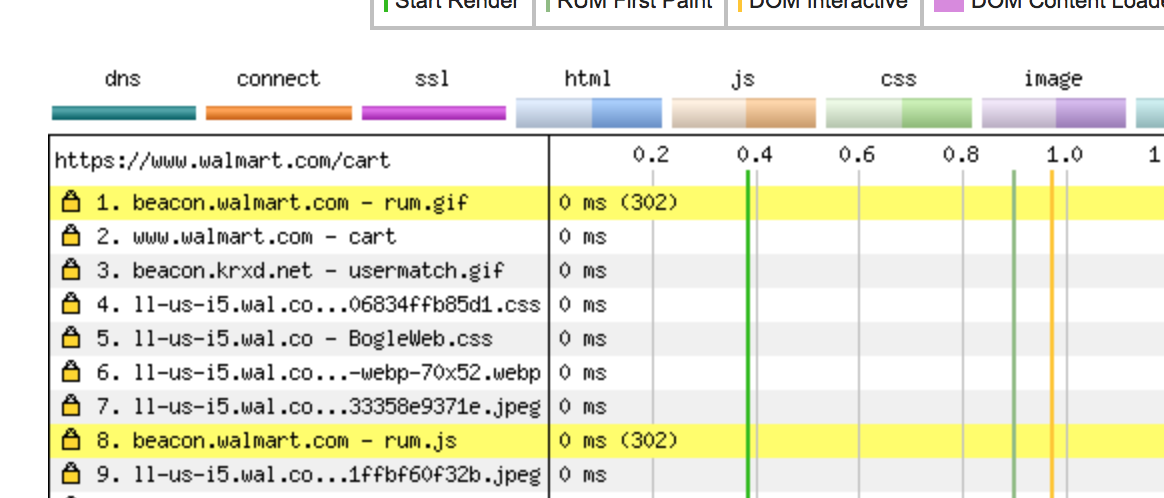 Start Render RUM First Paint DOM Interactive DOM Content Loade
dns connect ssl html js css image
https://www.walmart.com/cart 0.2 0.4 0.6 0.8 1.0 1
1. beacon.walmart.com - rum.gif 0 ms (302)
2. www.walmart.com - cart 0 ms
3. beacon.krxd.net - usermatch.gif 0 ms
4. ll-us-i5.wal.co...06834ffb85d1.css 0 ms
5. ll-us-i5.wal.co - BogleWeb.css 0 ms
6. ll-us-i5.wal.co...-webp-70x52.webp 0 ms
7. ll-us-i5.wal.co...33358e9371e.jpeg 0 ms
8. beacon.walmart.com - rum.js 0 ms (302)
9. ll-us-i5.wal.co...1ffbf60f32b.jpeg 0 ms